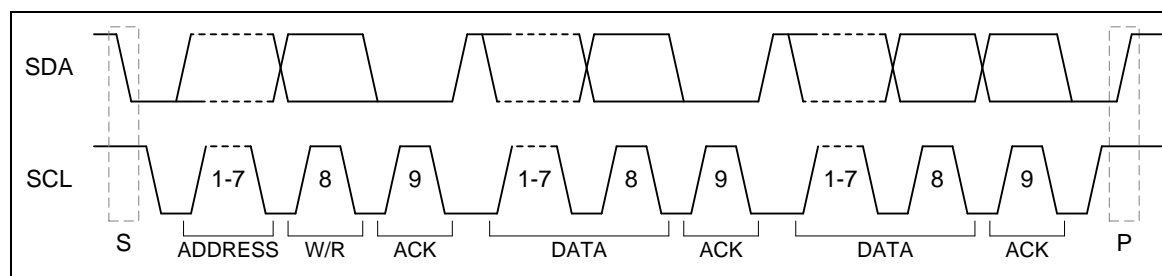 SDA
SCL 1-7 8 9 1-7 8 9 1-7 8 9
S ADDRESS W/R ACK DATA ACK DATA ACK P